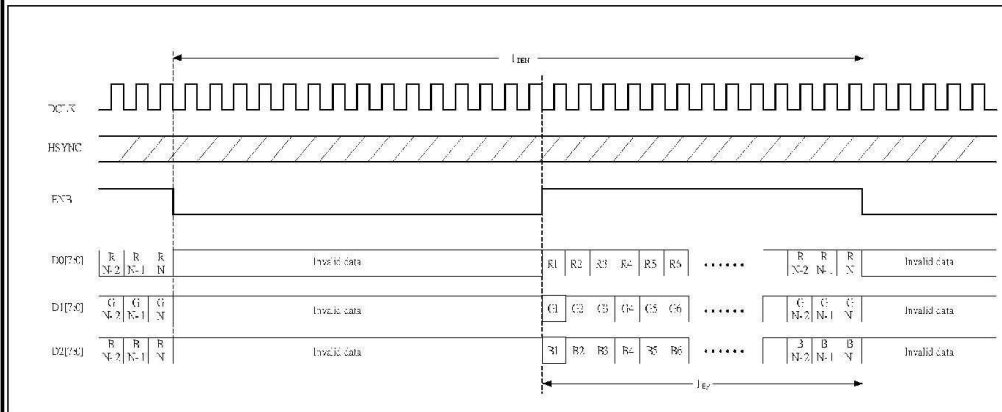 DCLK
HSYNC
ENB
D0[7:0] R N-2 R N-1 R N Invalid data R1 R2 R3 R4 R5 R6 ...... R N-2 R N-1 R N Invalid data
D1[7:0] G N-2 G N-1 G N Invalid data G1 G2 G3 G4 G5 G6 ...... G N-2 G N-1 G N Invalid data
D2[7:0] B N-2 B N-1 B N Invalid data B1 B2 B3 B4 B5 B6 ...... B N-2 B N-1 B N Invalid data